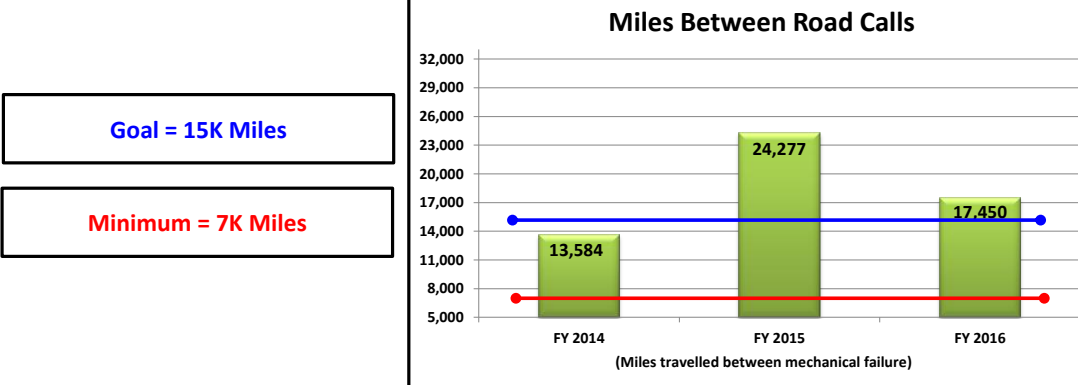 Goal = 15K Miles
Minimum = 7K Miles
Miles Between Road Calls
32,000
29,000
26,000
23,000
20,000
17,000
14,000
11,000
8,000
5,000
13,584
24,277
17,450
FY 2014
FY 2015
FY 2016
(Miles travelled between mechanical failure)